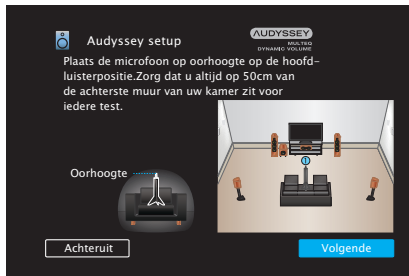 Audyssey setup
AUDYSSEY
MULTEQ
DYNAMIC VOLUME
Plaats de microfoon op oorhoogte op de hoofd-
luisterpositie.Zorg dat u altijd op 50cm van
de achterste muur van uw kamer zit voor
iedere test.
Oorhoogte
1
Achteruit
Volgende